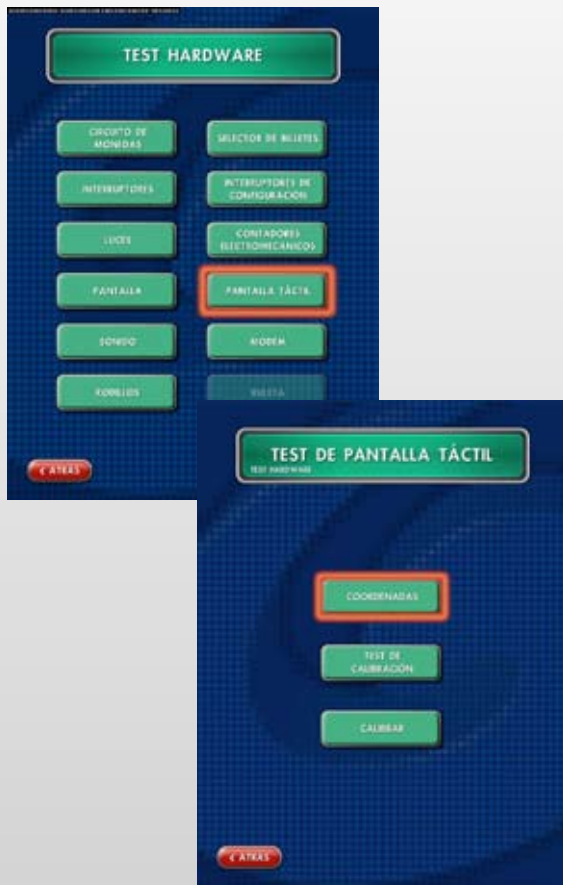 TEST HARDWARE
CIRCUITO DE
MONEDAS
SELECTOR DE BILLETES
INTERRUPTORES
INTERRUPTORES DE
CONFIGURACIÓN
LUCES
CONTADORES
ELECTROMECÁNICOS
PANTALLA
PANTALLA TÁCTIL
SONIDO
MODEM
RODILLOS
RULETA
< ATRÁS
TEST DE PANTALLA TÁCTIL
TEST HARDWARE
COORDENADAS
TEST DE
CALIBRACIÓN
CALIBRAR
< ATRÁS